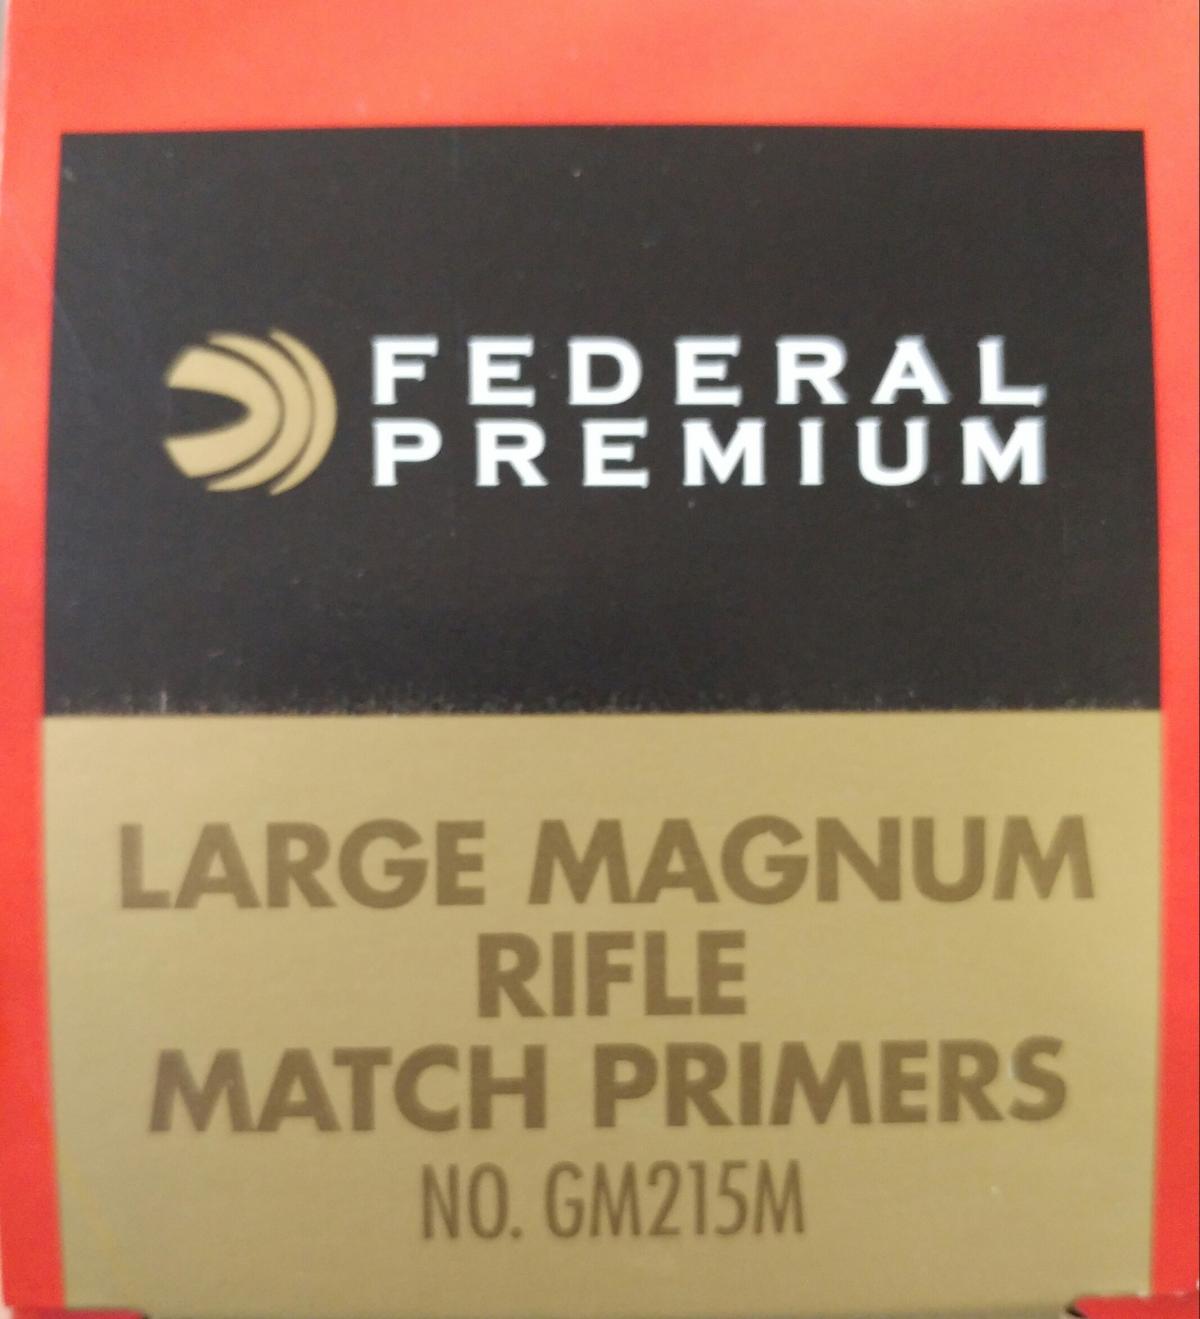 FEDERAL
PREMIUM
LARGE MAGNUM
RIFLE
MATCH PRIMERS
NO. GM215M